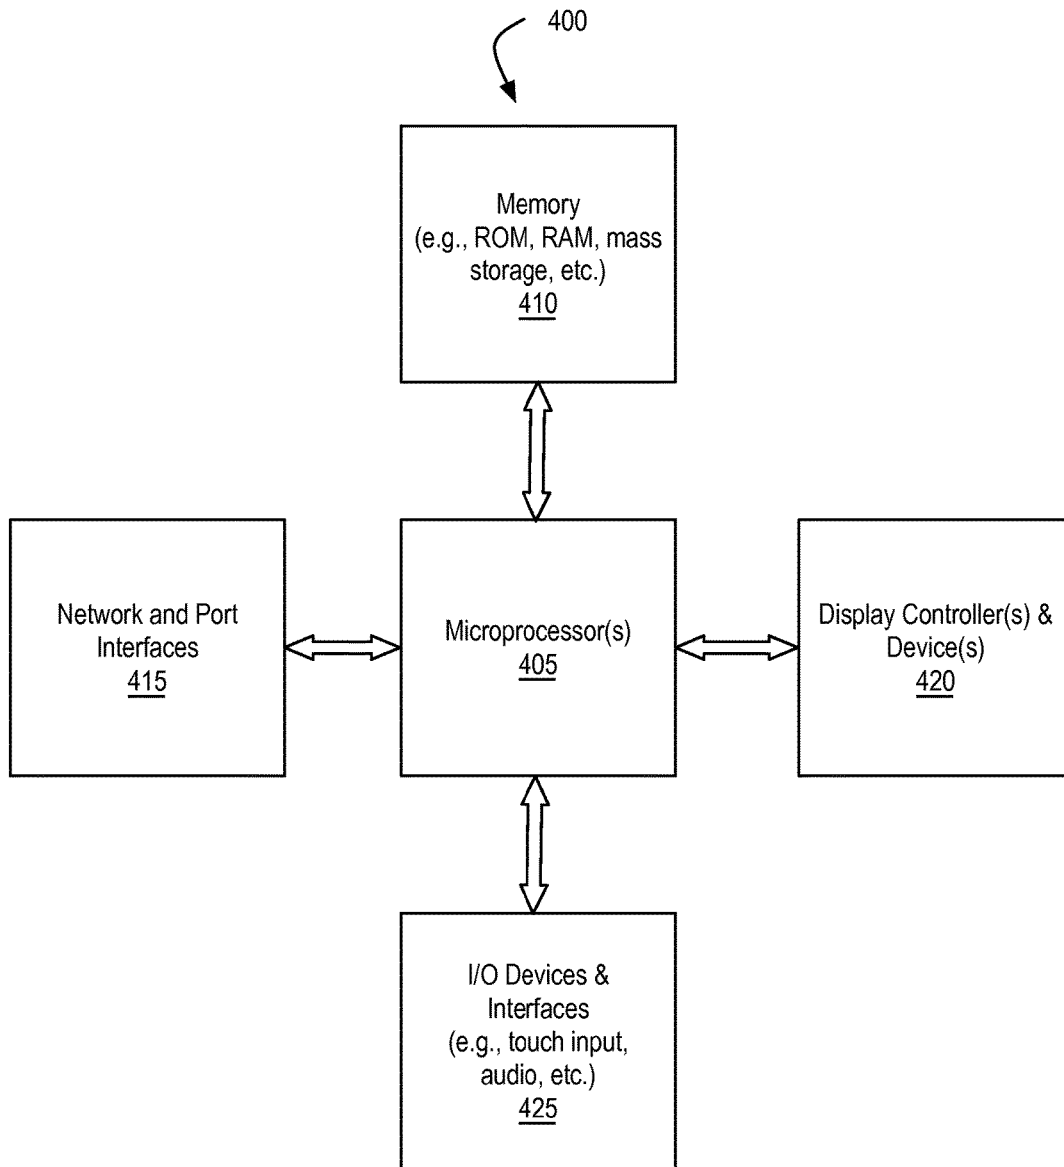 400
Memory
(e.g., ROM, RAM, mass
storage, etc.)
410
Network and Port
Interfaces
415
Microprocessor(s)
405
Display Controller(s) &
Device(s)
420
I/O Devices &
Interfaces
(e.g., touch input,
audio, etc.)
425